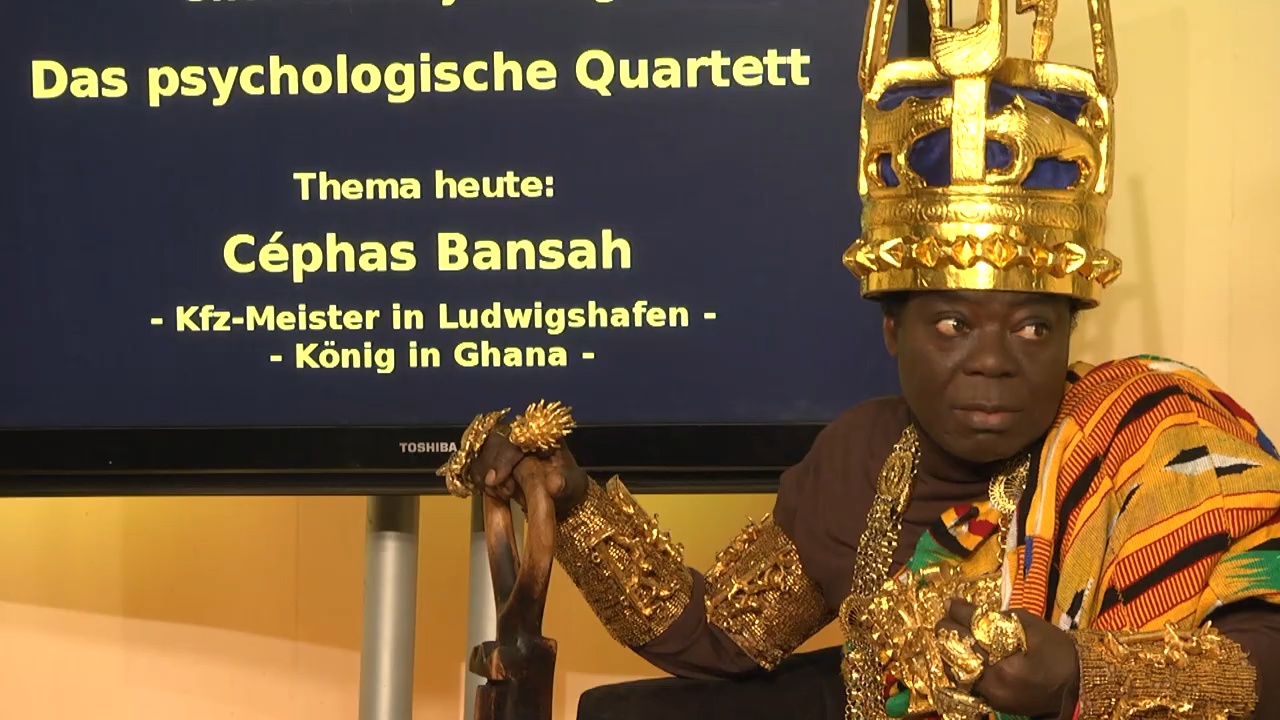 Das psychologische Quartett
Thema heute:
Céphas Bansah
- Kfz-Meister in Ludwigshafen -
- König in Ghana -
TOSHIBA